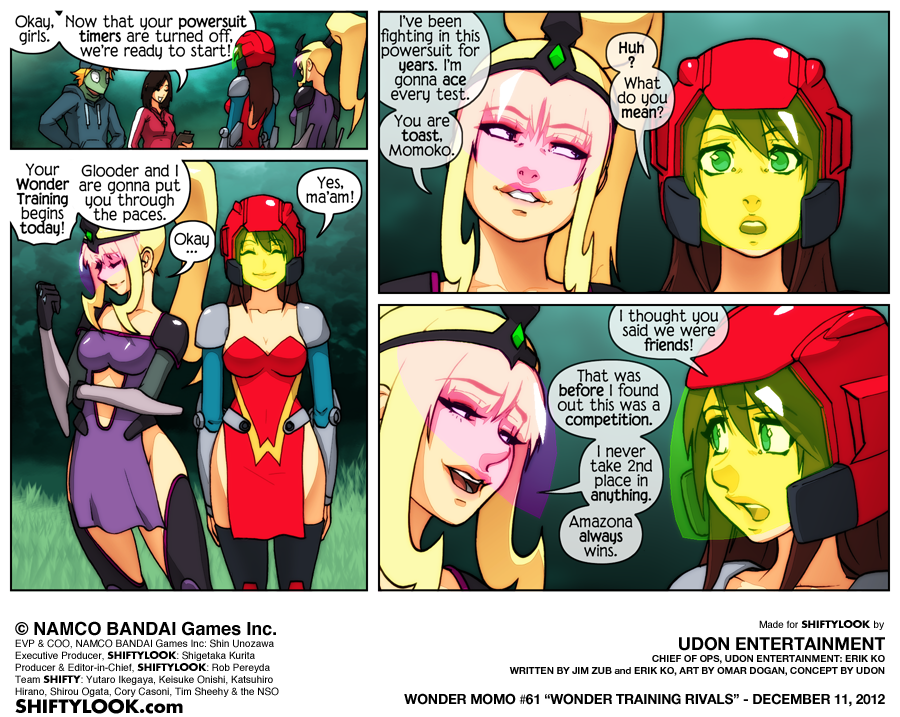 Okay,
girls.
Now that your powersuit
timers are turned off,
we're ready to start!
Your
Wonder
Training
begins
today!
Glooder and I
are gonna put
you through
the paces.
Okay
...
Yes,
ma'am!
I've been
fighting in this
powersuit for
years. I'm
gonna ace
every test.
You are
toast,
Momoko.
Huh
?
What
do you
mean?
I thought you
said we were
friends!
That was
before I found
out this was a
competition.
I never
take 2nd
place in
anything.
Amazona
always
wins.
© NAMCO BANDAI Games Inc.
EVP & COO, NAMCO BANDAI Games Inc: Shin Unozawa
Executive Producer, SHIFTYLOOK: Shigetaka Kurita
Producer & Editor-in-Chief, SHIFTYLOOK: Rob Pereyda
Team SHIFTY: Yutaro Ikegaya, Keisuke Onishi, Katsuhiro
Hirano, Shirou Ogata, Cory Casoni, Tim Sheehy & the NSO
SHIFTYLOOK.com
Made for SHIFTYLOOK by
UDON ENTERTAINMENT
CHIEF OF OPS, UDON ENTERTAINMENT: ERIK KO
WRITTEN BY JIM ZUB and ERIK KO, ART BY OMAR DOGAN, CONCEPT BY UDON
WONDER MOMO #61 “WONDER TRAINING RIVALS” - DECEMBER 11, 2012